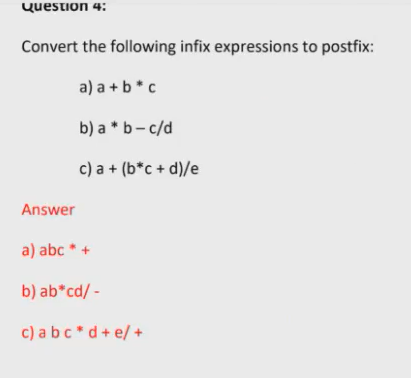 Question 4:
Convert the following infix expressions to postfix:
a) a + b * c
b) a * b – c/d
c) a + (b*c + d)/e
Answer
a) abc * +
b) ab*cd/ -
c) a b c * d + e/ +